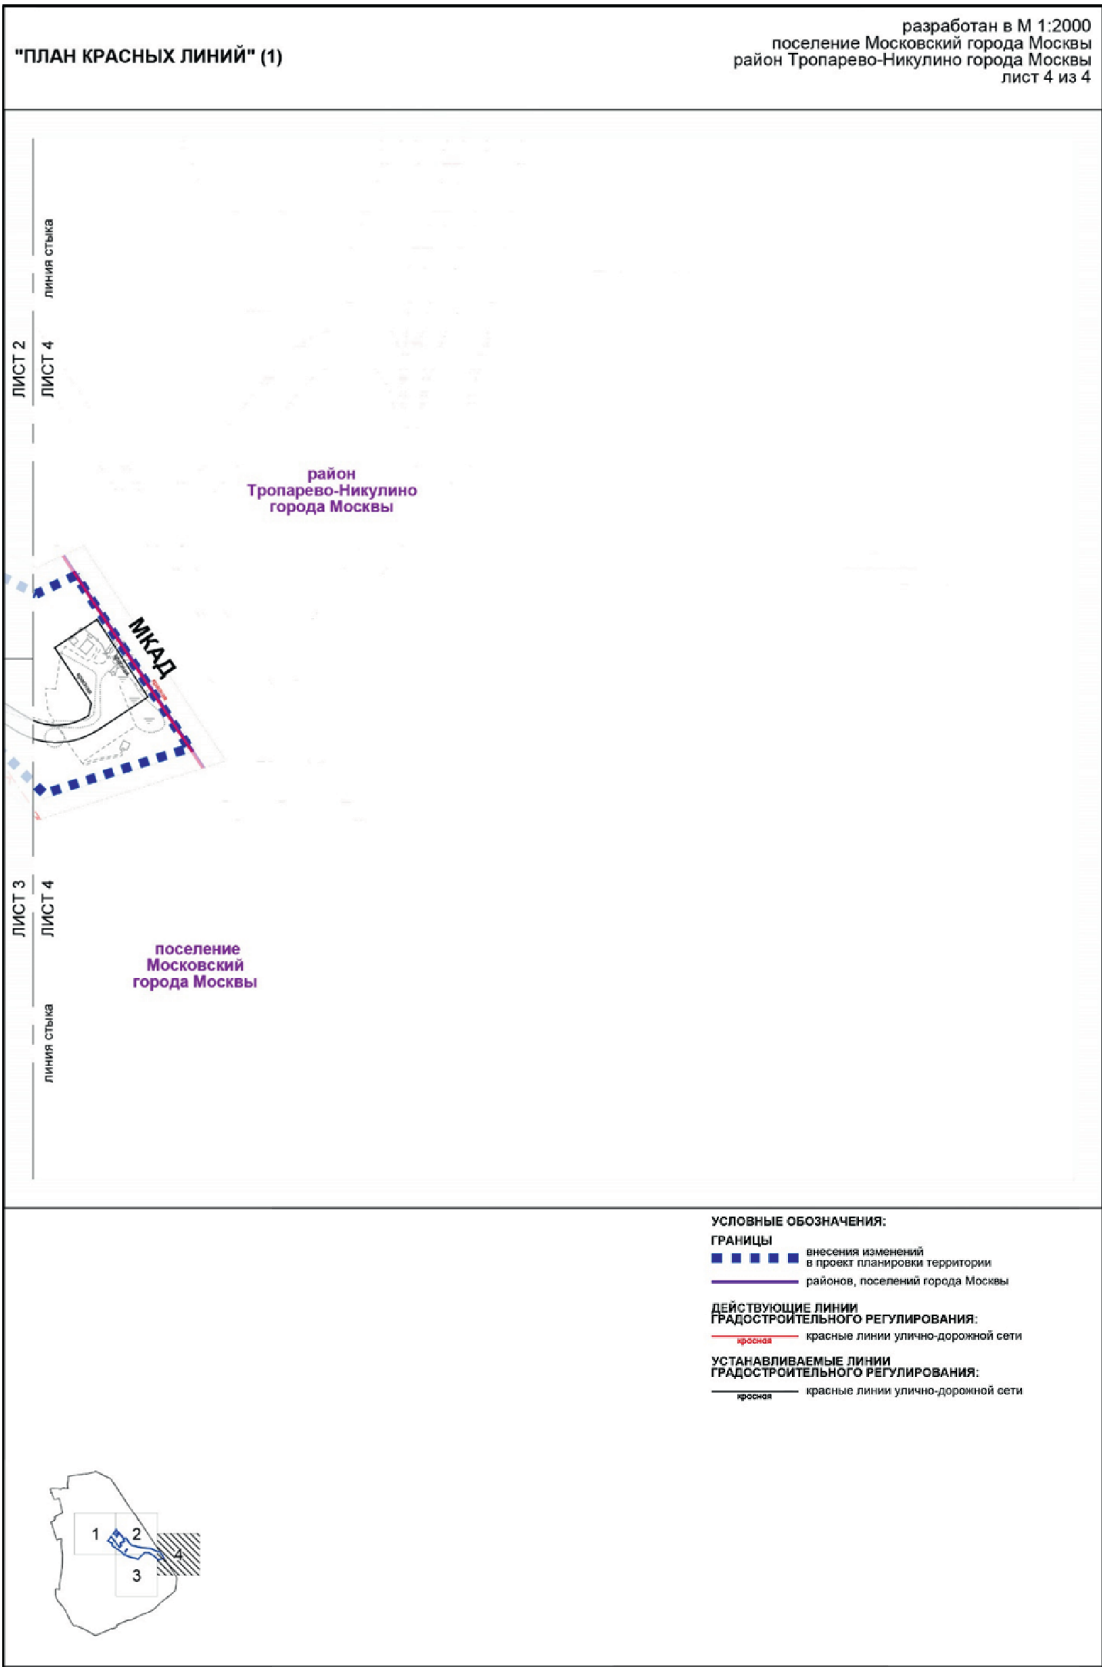 "ПЛАН КРАСНЫХ ЛИНИЙ" (1)
разработан в М 1:2000
поселение Московский города Москвы
район Тропарево-Никулино города Москвы
лист 4 из 4
линия стыка
ЛИСТ 2
ЛИСТ 4
район
Тропарево-Никулино
города Москвы
МКАД
красная
ЛИСТ 3
ЛИСТ 4
поселение
Московский
города Москвы
линия стыка
УСЛОВНЫЕ ОБОЗНАЧЕНИЯ:
ГРАНИЦЫ
внесения изменений
в проект планировки территории
районов, поселений города Москвы
ДЕЙСТВУЮЩИЕ ЛИНИИ
ГРАДОСТРОИТЕЛЬНОГО РЕГУЛИРОВАНИЯ:
красная
красные линии улично-дорожной сети
УСТАНАВЛИВАЕМЫЕ ЛИНИИ
ГРАДОСТРОИТЕЛЬНОГО РЕГУЛИРОВАНИЯ:
красная
красные линии улично-дорожной сети
1
2
4
3